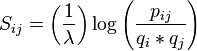 S_{ij} = \left( \frac{1}{\lambda} \right) \log \left( \frac{p_{ij}}{q_i * q_j} \right)